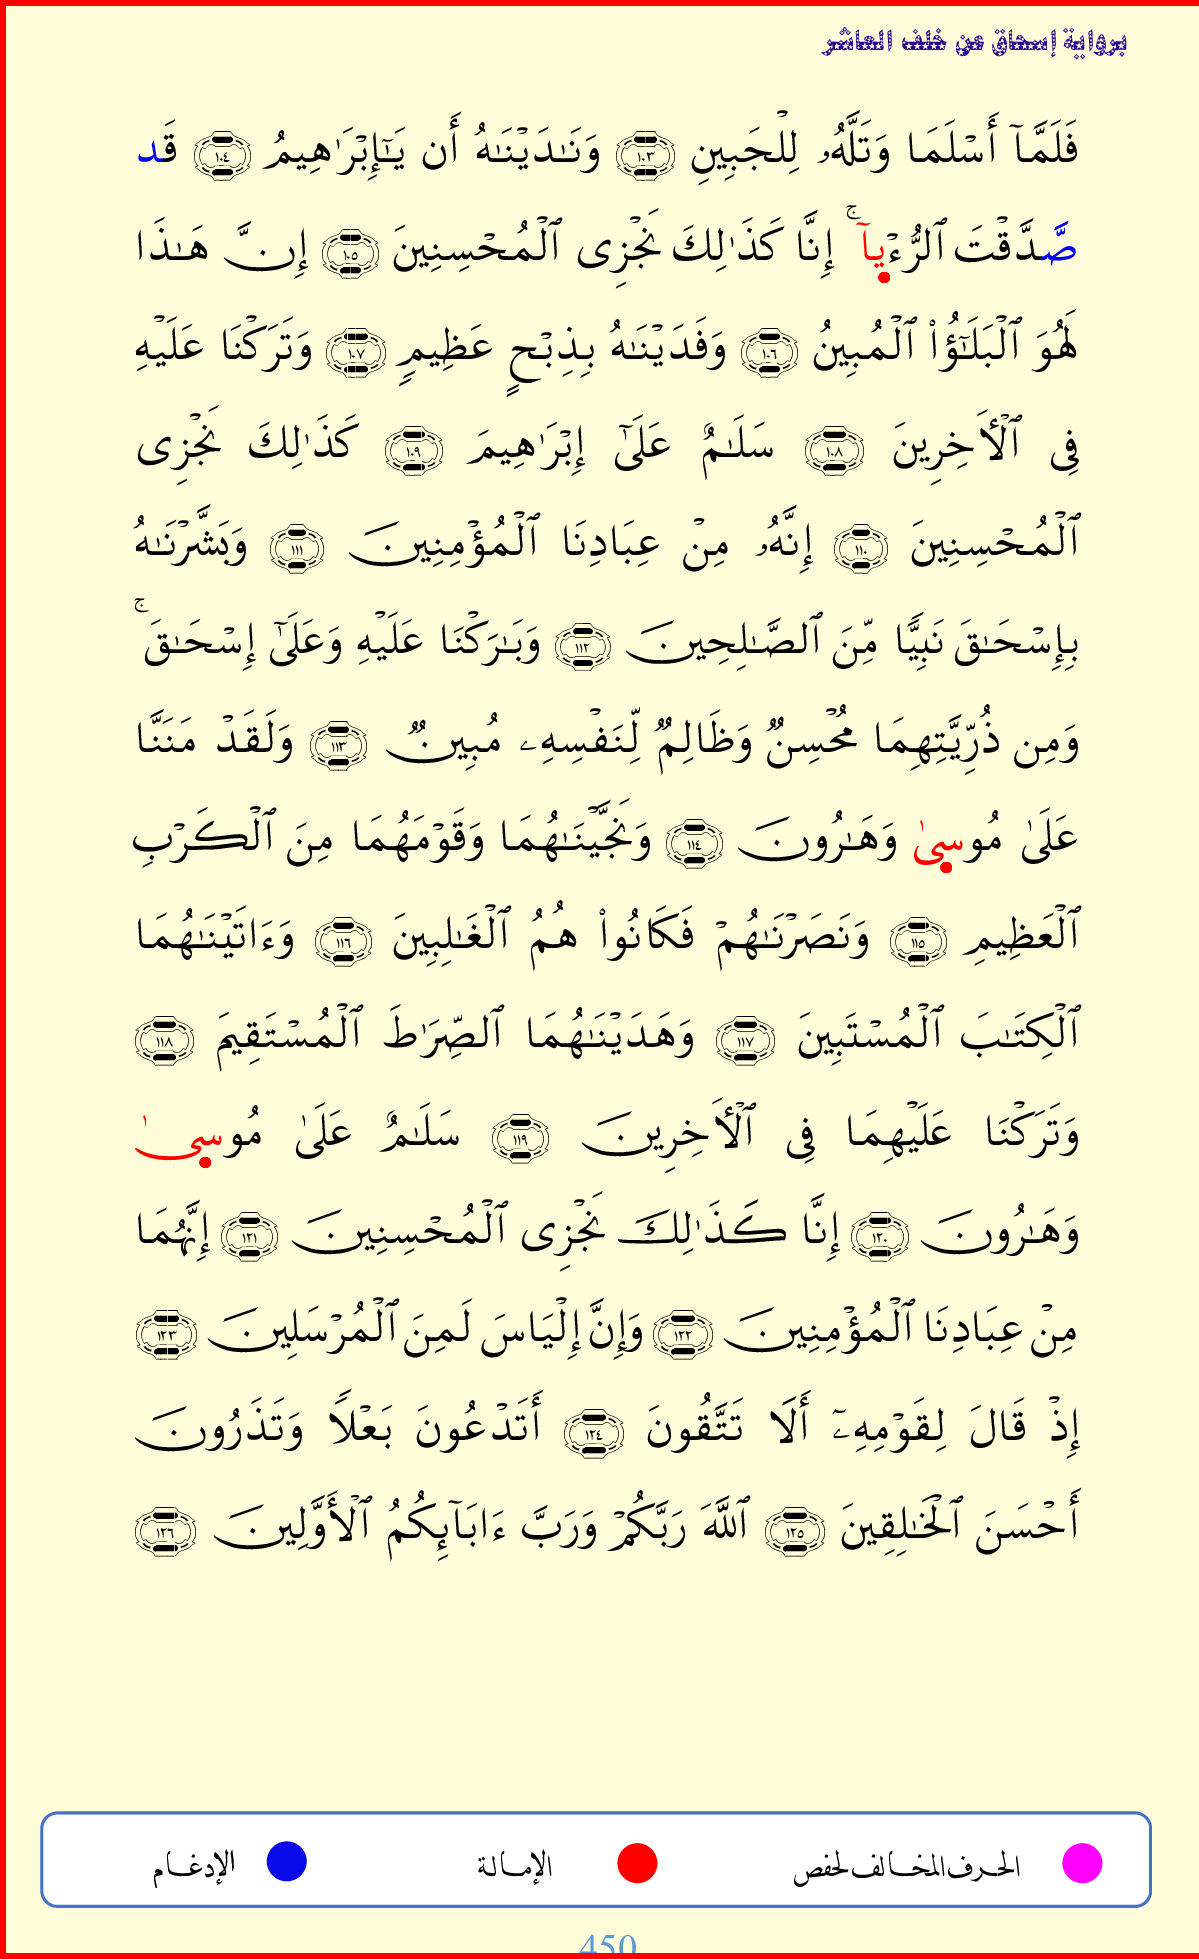 برواية إسحاق عن خلف العاشر
فَلَمَّآ أَسۡلَمَا وَتَلَّهُۥ لِلۡجَبِينِ ١٠٣ وَنَٰدَيۡنَٰهُ أَن يَٰٓإِبۡرَٰهِيمُ ١٠٤ قَد
صَّدَّقۡتَ ٱلرُّءۡيآۚ إِنَّا كَذَٰلِكَ نَجۡزِي ٱلۡمُحۡسِنِينَ ١٠٥ إِنَّ هَٰذَا
لَهُوَ ٱلۡبَلَٰٓؤُاْ ٱلۡمُبِينُ ١٠٦ وَفَدَيۡنَٰهُ بِذِبۡحٍ عَظِيمٖ ١٠٧ وَتَرَكۡنَا عَلَيۡهِ
فِي ٱلۡأٓخِرِينَ ١٠٨ سَلَٰمٌ عَلَىٰٓ إِبۡرَٰهِيمَ ١٠٩ كَذَٰلِكَ نَجۡزِي
ٱلۡمُحۡسِنِينَ ١١٠ إِنَّهُۥ مِنۡ عِبَادِنَا ٱلۡمُؤۡمِنِينَ ١١١ وَبَشَّرۡنَٰهُ
بِإِسۡحَٰقَ نَبِيّٗا مِّنَ ٱلصَّٰلِحِينَ ١١٢ وَبَٰرَكۡنَا عَلَيۡهِ وَعَلَىٰٓ إِسۡحَٰقَۚ
وَمِن ذُرِّيَّتِهِمَا مُحۡسِنٞ وَظَالِمٞ لِّنَفۡسِهِۦ مُبِينٞ ١١٣ وَلَقَدۡ مَنَنَّا
عَلَىٰ مُوسىٰ وَهَٰرُونَ ١١٤ وَنَجَّيۡنَٰهُمَا وَقَوۡمَهُمَا مِنَ ٱلۡكَرۡبِ
ٱلۡعَظِيمِ ١١٥ وَنَصَرۡنَٰهُمۡ فَكَانُواْ هُمُ ٱلۡغَٰلِبِينَ ١١٦ وَءَاتَيۡنَٰهُمَا
ٱلۡكِتَٰبَ ٱلۡمُسۡتَبِينَ ١١٧ وَهَدَيۡنَٰهُمَا ٱلصِّرَٰطَ ٱلۡمُسۡتَقِيمَ ١١٨
وَتَرَكۡنَا عَلَيۡهِمَا فِي ٱلۡأٓخِرِينَ ١١٩ سَلَٰمٌ عَلَىٰ مُوسىٰ
وَهَٰرُونَ ١٢٠ إِنَّا كَذَٰلِكَ نَجۡزِي ٱلۡمُحۡسِنِينَ ١٢١ إِنَّهُمَا
مِنۡ عِبَادِنَا ٱلۡمُؤۡمِنِينَ ١٢٢ وَإِنَّ إِلۡيَاسَ لَمِنَ ٱلۡمُرۡسَلِينَ ١٢٣
إِذۡ قَالَ لِقَوۡمِهِۦٓ أَلَا تَتَّقُونَ ١٢٤ أَتَدۡعُونَ بَعۡلٗا وَتَذَرُونَ
أَحۡسَنَ ٱلۡخَٰلِقِينَ ١٢٥ ٱللَّهَ رَبَّكُمۡ وَرَبَّ ءَابَآئِكُمُ ٱلۡأَوَّلِينَ ١٢٦
الحرف المخالف لحفص الإمالة الإدغام
450